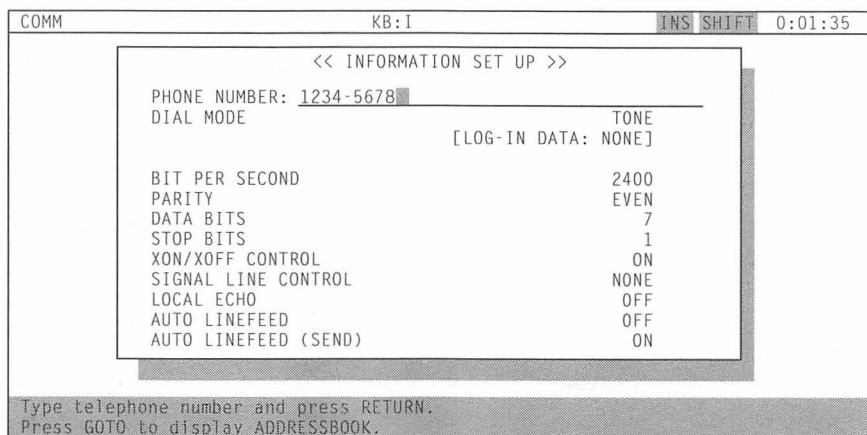 COMM KB:I INS SHIFT 0:01:35
<< INFORMATION SET UP >>
PHONE NUMBER: 1234-5678
DIAL MODE TONE
[LOG-IN DATA: NONE]
BIT PER SECOND 2400
PARITY EVEN
DATA BITS 7
STOP BITS 1
XON/XOFF CONTROL ON
SIGNAL LINE CONTROL NONE
LOCAL ECHO OFF
AUTO LINEFEED OFF
AUTO LINEFEED (SEND) ON
Type telephone number and press RETURN.
Press GOTO to display ADDRESSBOOK.